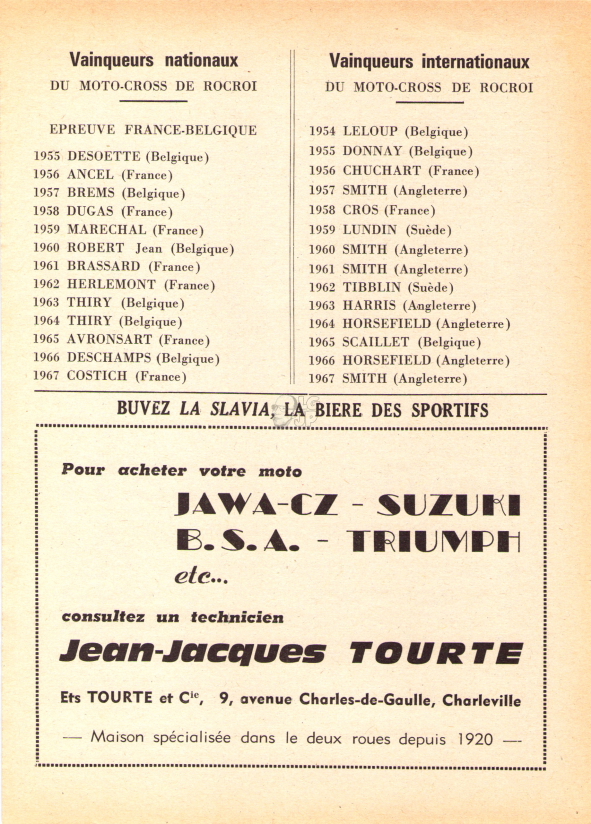 Vainqueurs nationaux
DU MOTO-CROSS DE ROCROI
EPREUVE FRANCE-BELGIQUE
1955 DESOETTE (Belgique)
1956 ANCEL (France)
1957 BREMS (Belgique)
1958 DUGAS (France)
1959 MARECHAL (France)
1960 ROBERT Jean (Belgique)
1961 BRASSARD (France)
1962 HERLEMONT (France)
1963 THIRY (Belgique)
1964 THIRY (Belgique)
1965 AVRONSART (France)
1966 DESCHAMPS (Belgique)
1967 COSTICH (France)
Vainqueurs internationaux
DU MOTO-CROSS DE ROCROI
1954 LELOUP (Belgique)
1955 DONNAY (Belgique)
1956 CHUCHART (France)
1957 SMITH (Angleterre)
1958 CROS (France)
1959 LUNDIN (Suède)
1960 SMITH (Angleterre)
1961 SMITH (Angleterre)
1962 TIBBLIN (Suède)
1963 HARRIS (Angleterre)
1964 HORSEFIELD (Angleterre)
1965 SCAILLET (Belgique)
1966 HORSEFIELD (Angleterre)
1967 SMITH (Angleterre)
BUVEZ LA SLAVIA, LA BIERE DES SPORTIFS
Pour acheter votre moto
JAWA-CZ - SUZUKI
B.S.A. - TRIUMPH
etc...
consultez un technicien
Jean-Jacques TOURTE
Ets TOURTE et Cie, 9, avenue Charles-de-Gaulle, Charleville
— Maison spécialisée dans le deux roues depuis 1920 —